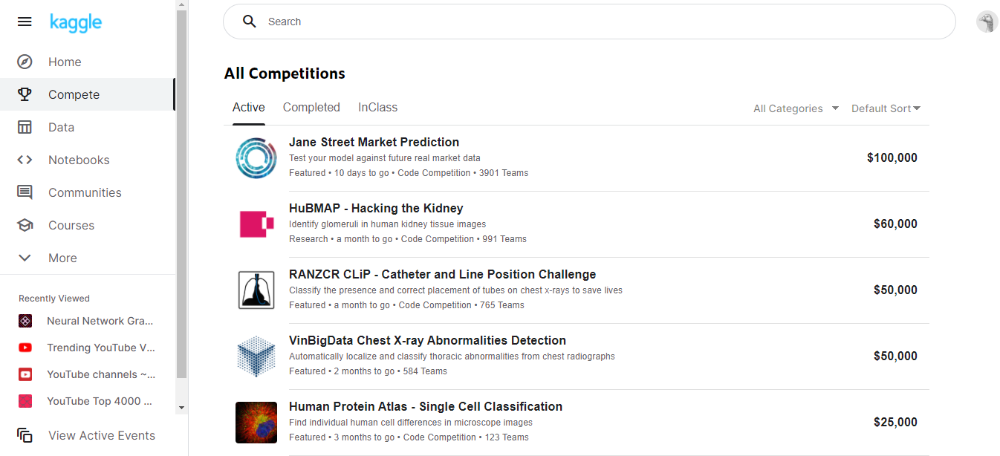 kaggle
Search
Home
Compete
Data
Notebooks
Communities
Courses
More
Recently Viewed
Neural Network Gra...
Trending YouTube V...
YouTube channels ~...
YouTube Top 4000 ...
View Active Events
All Competitions
Active Completed InClass
All Categories Default Sort
Jane Street Market Prediction
Test your model against future real market data
$100,000
Featured • 10 days to go • Code Competition • 3901 Teams
HuBMAP - Hacking the Kidney
Identify glomeruli in human kidney tissue images
$60,000
Research • a month to go • Code Competition • 991 Teams
RANZCR CLiP - Catheter and Line Position Challenge
Classify the presence and correct placement of tubes on chest x-rays to save lives
$50,000
Featured • a month to go • Code Competition • 765 Teams
VinBigData Chest X-ray Abnormalities Detection
Automatically localize and classify thoracic abnormalities from chest radiographs
$50,000
Featured • 2 months to go • 584 Teams
Human Protein Atlas - Single Cell Classification
Find individual human cell differences in microscope images
$25,000
Featured • 3 months to go • Code Competition • 123 Teams